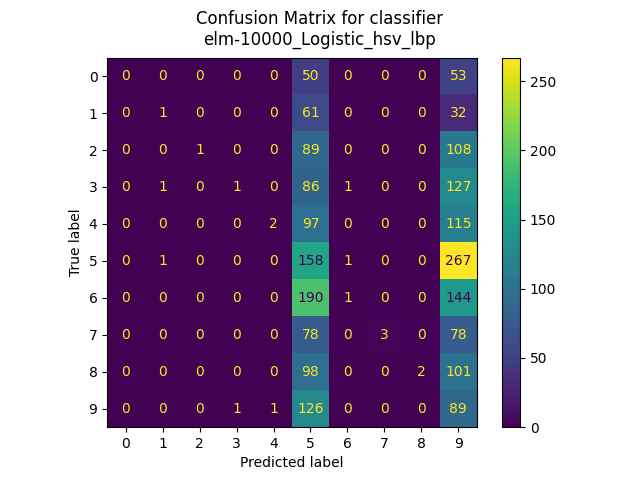 Confusion Matrix for classifier
elm-10000_Logistic_hsv_lbp
0 0 0 0 0 0 50 0 0 0 53
1 0 1 0 0 0 61 0 0 0 32
2 0 0 1 0 0 89 0 0 0 108
3 0 1 0 1 0 86 1 0 0 127
4 0 0 0 0 2 97 0 0 0 115
5 0 1 0 0 0 158 1 0 0 267
6 0 0 0 0 0 190 1 0 0 144
7 0 0 0 0 0 78 0 3 0 78
8 0 0 0 0 0 98 0 0 2 101
9 0 0 0 1 1 126 0 0 0 89
0 1 2 3 4 5 6 7 8 9
True label
Predicted label
250
200
150
100
50
0